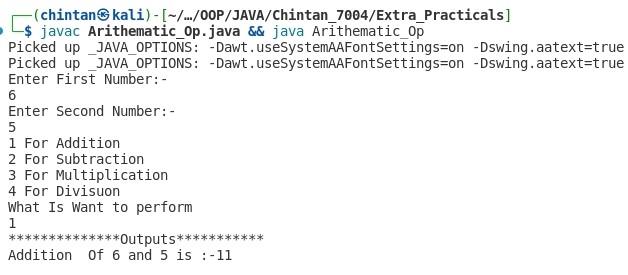 ┌──(chintan㉿kali)-[~/…/OOP/JAVA/Chintan_7004/Extra_Practicals]
└─$ javac Arithematic_Op.java && java Arithematic_Op
Picked up _JAVA_OPTIONS: -Dawt.useSystemAAFontSettings=on -Dswing.aatext=true
Picked up _JAVA_OPTIONS: -Dawt.useSystemAAFontSettings=on -Dswing.aatext=true
Enter First Number:-
6
Enter Second Number:-
5
1 For Addition
2 For Subtraction
3 For Multiplication
4 For Divisuon
What Is Want to perform
1
**************Outputs***********
Addition  Of 6 and 5 is :-11